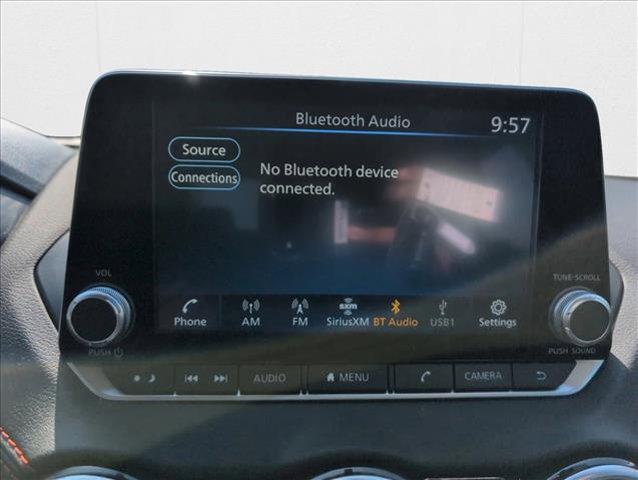 Bluetooth Audio 9:57
Source
Connections
No Bluetooth device
connected.
VOL
TUNE·SCROLL
Phone AM FM SiriusXM BT Audio USB1 Settings
sxm
PUSH
PUSH SOUND
AUDIO MENU CAMERA